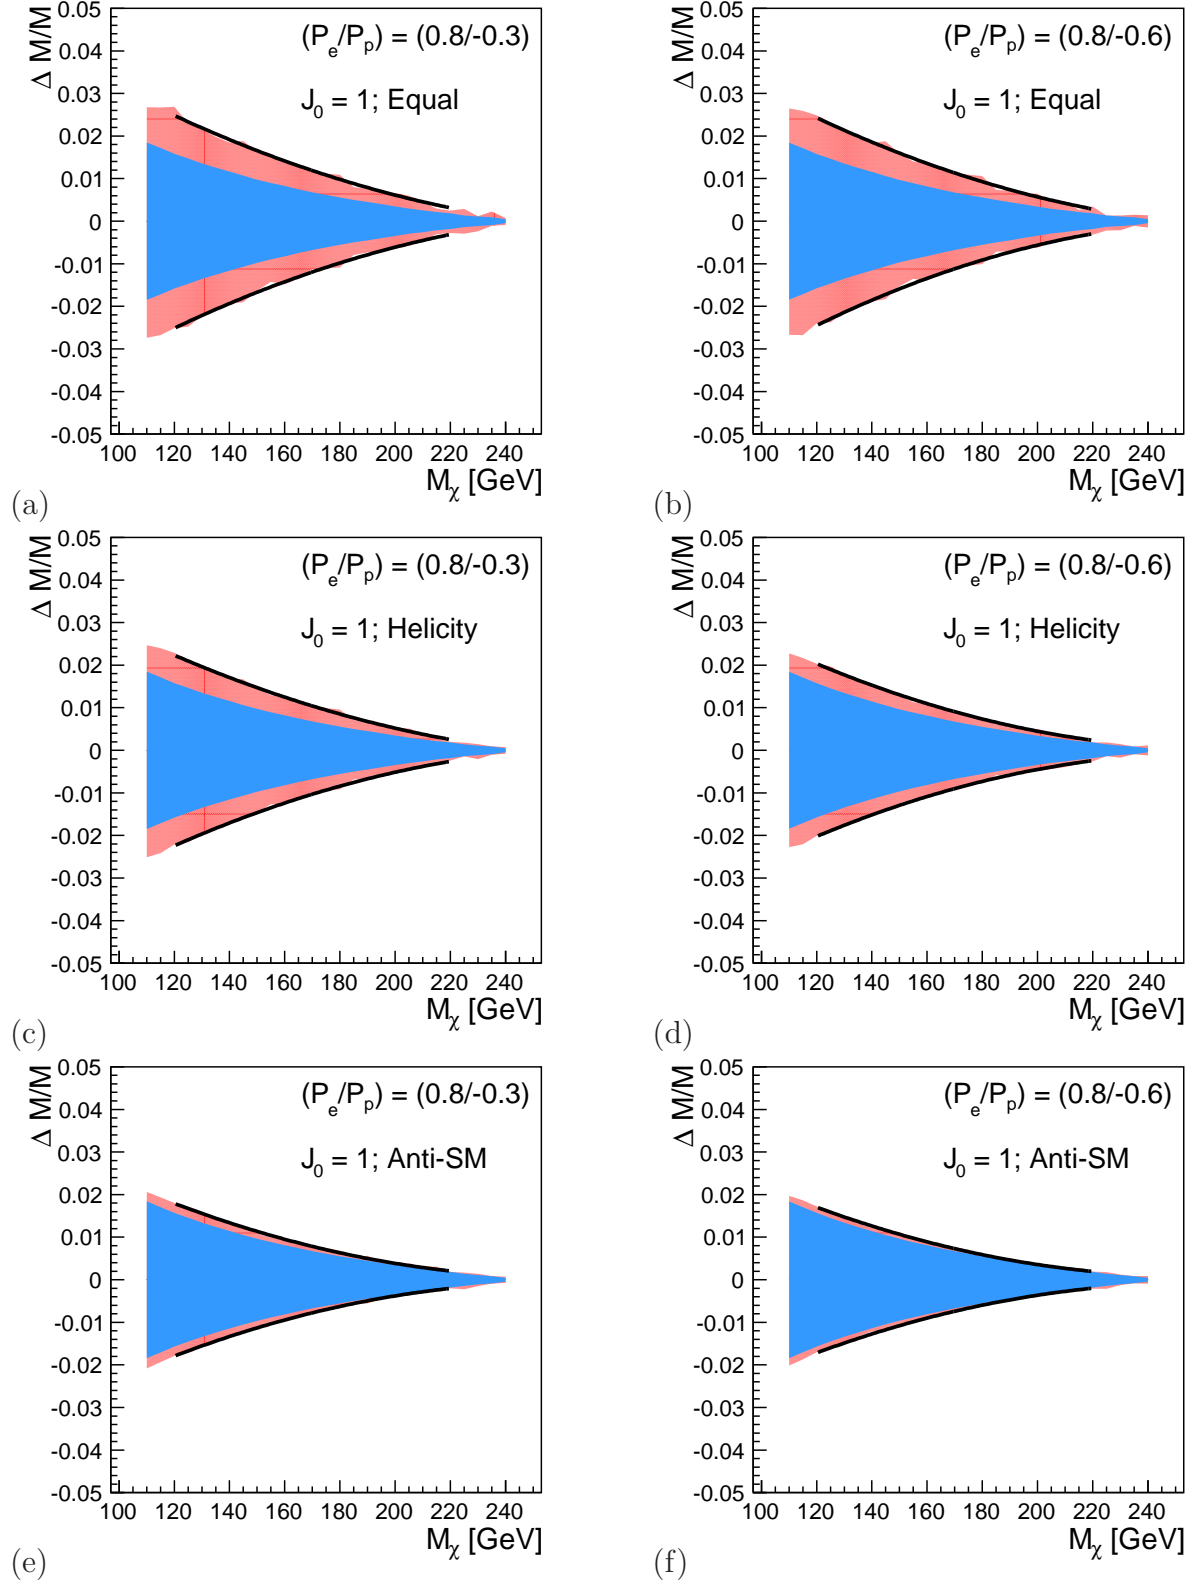 (P_e/P_p) = (0.8/-0.3)
J_0 = 1; Equal
Δ M/M
0.05
0.04
0.03
0.02
0.01
0
-0.01
-0.02
-0.03
-0.04
-0.05
100 120 140 160 180 200 220 240
M_χ [GeV]
(a)
(P_e/P_p) = (0.8/-0.6)
J_0 = 1; Equal
Δ M/M
0.05
0.04
0.03
0.02
0.01
0
-0.01
-0.02
-0.03
-0.04
-0.05
100 120 140 160 180 200 220 240
M_χ [GeV]
(b)
(P_e/P_p) = (0.8/-0.3)
J_0 = 1; Helicity
Δ M/M
0.05
0.04
0.03
0.02
0.01
0
-0.01
-0.02
-0.03
-0.04
-0.05
100 120 140 160 180 200 220 240
M_χ [GeV]
(c)
(P_e/P_p) = (0.8/-0.6)
J_0 = 1; Helicity
Δ M/M
0.05
0.04
0.03
0.02
0.01
0
-0.01
-0.02
-0.03
-0.04
-0.05
100 120 140 160 180 200 220 240
M_χ [GeV]
(d)
(P_e/P_p) = (0.8/-0.3)
J_0 = 1; Anti-SM
Δ M/M
0.05
0.04
0.03
0.02
0.01
0
-0.01
-0.02
-0.03
-0.04
-0.05
100 120 140 160 180 200 220 240
M_χ [GeV]
(e)
(P_e/P_p) = (0.8/-0.6)
J_0 = 1; Anti-SM
Δ M/M
0.05
0.04
0.03
0.02
0.01
0
-0.01
-0.02
-0.03
-0.04
-0.05
100 120 140 160 180 200 220 240
M_χ [GeV]
(f)